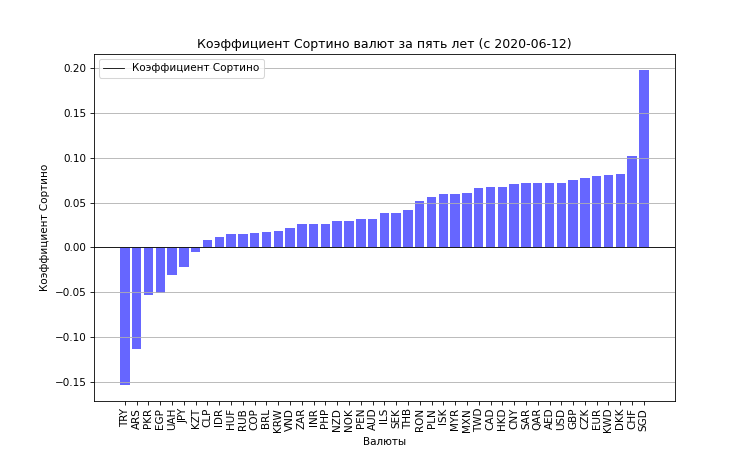 Коэффициент Сортино валют за пять лет (с 2020-06-12)
Коэффициент Сортино
0.20
0.15
0.10
0.05
0.00
−0.05
−0.10
−0.15
Коэффициент Сортино
TRY
ARS
PKR
EGP
UAH
JPY
KZT
CLP
IDR
HUF
RUB
COP
BRL
KRW
VND
ZAR
INR
PHP
NZD
NOK
PEN
AUD
ILS
SEK
THB
RON
PLN
ISK
MYR
MXN
TWD
CAD
HKD
CNY
SAR
QAR
AED
USD
GBP
CZK
EUR
KWD
DKK
CHF
SGD
Валюты